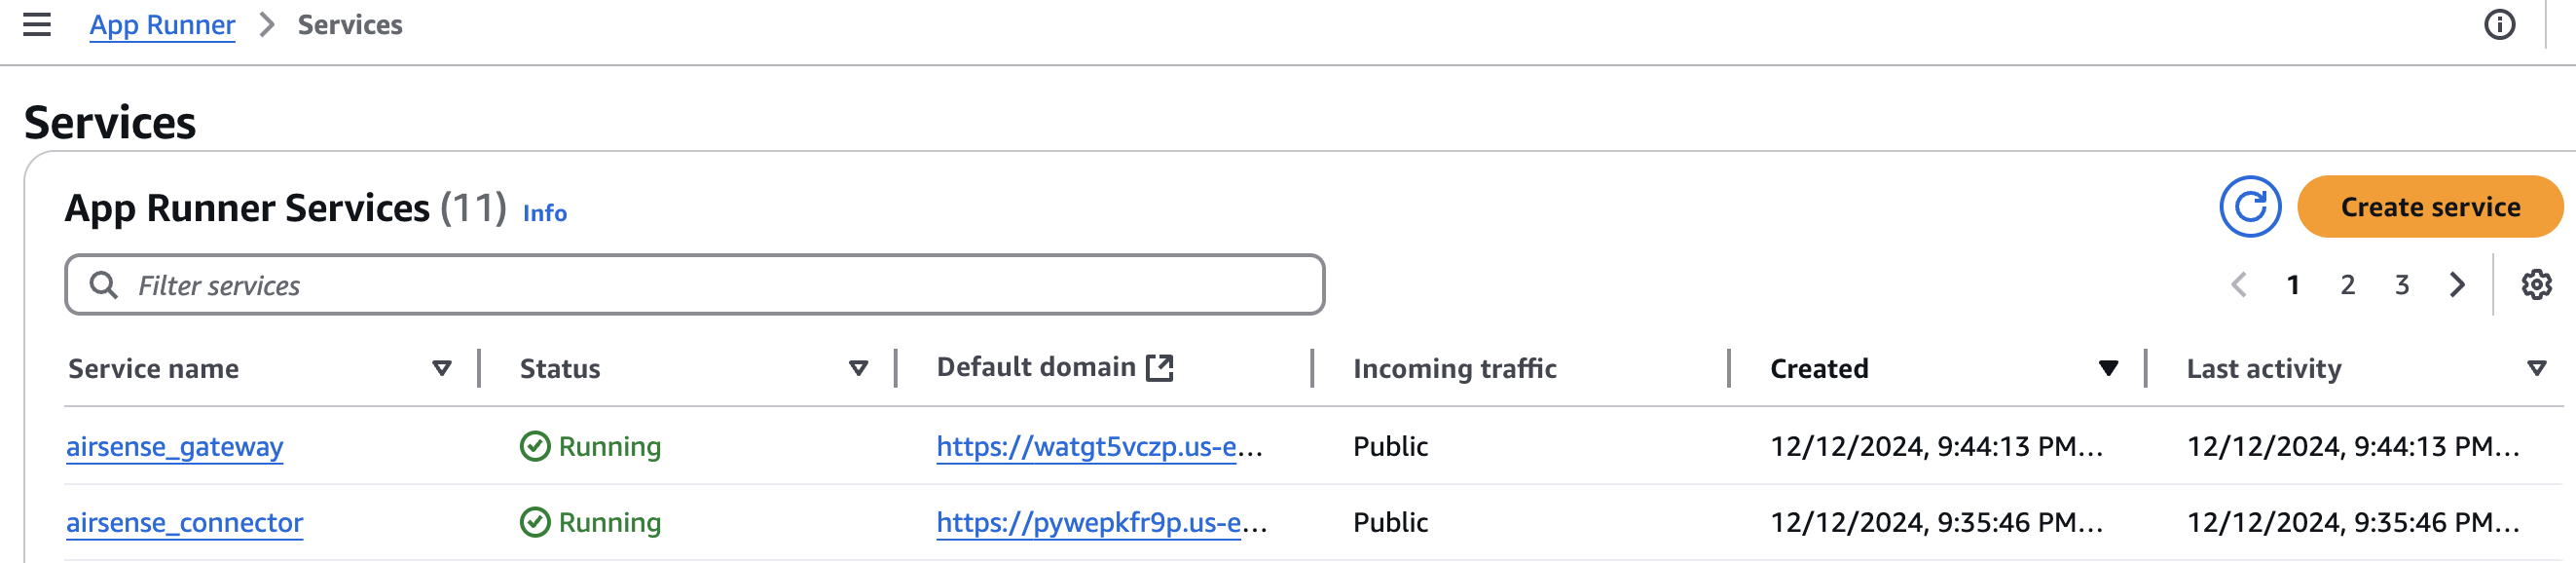 App Runner > Services
Services
App Runner Services (11) Info
Create service
Filter services
1 2 3
Service name Status Default domain Incoming traffic Created Last activity
airsense_gateway Running https://watgt5vczp.us-e... Public 12/12/2024, 9:44:13 PM... 12/12/2024, 9:44:13 PM...
airsense_connector Running https://pywepkfr9p.us-e... Public 12/12/2024, 9:35:46 PM... 12/12/2024, 9:35:46 PM...